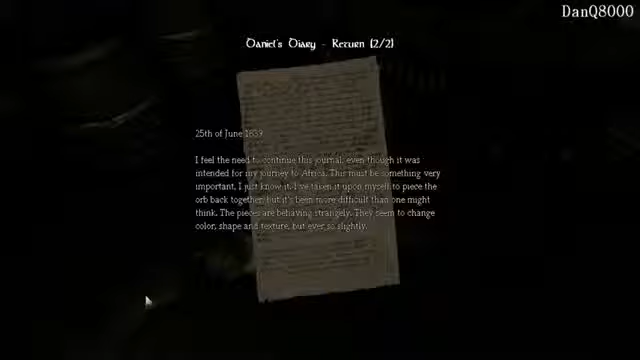 DanQ8000
Daniel's Diary - Return (2/2)
25th of June 1839
I feel the need to continue this journal, even though it was
intended for my journey to Africa. This must be something very
important, I just know it. I've taken it upon myself to piece the
orb back together, but it's been more difficult than one might
think. The pieces are behaving strangely. They seem to change
color, shape and texture, but ever so slightly.